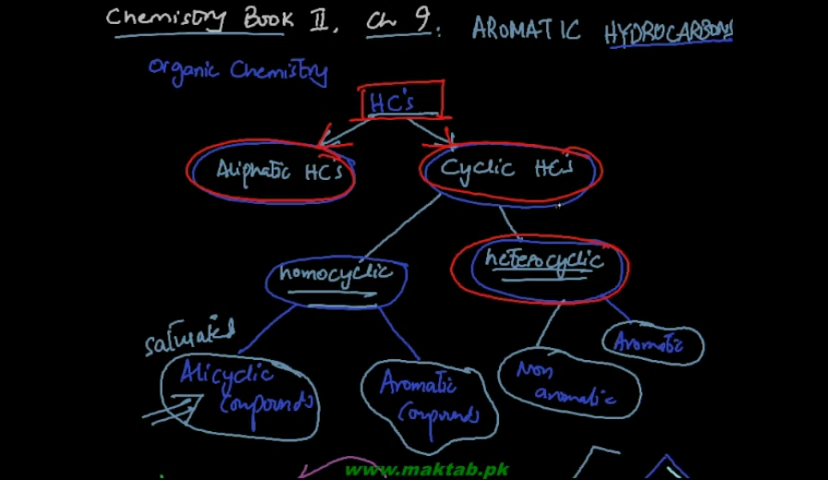 Chemistry Book II, Ch 9: AROMATIC HYDROCARBONS
Organic Chemistry
HC's
Aliphatic HC's
Cyclic HC's
homocyclic
heterocyclic
saturated
Alicyclic
Compounds
Aromatic
Compounds
Non
aromatic
Aromatic
www.maktab.pk